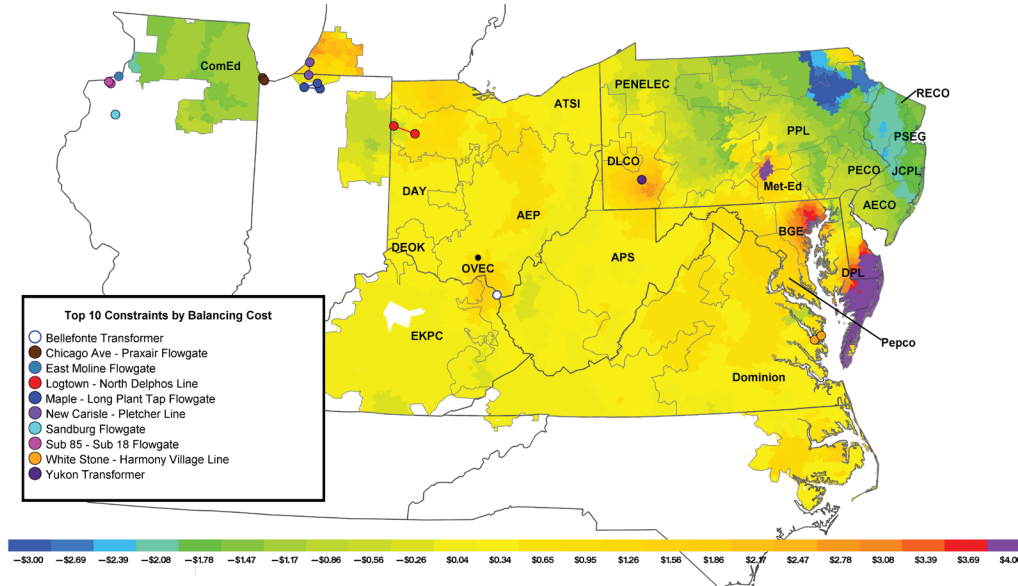 ComEd
PENELEC
RECO
ATSI
PPL
PSEG
DLCO
PECO
JCPL
DAY
Met-Ed
AECO
AEP
BGE
DEOK
APS
OVEC
DPL
Top 10 Constraints by Balancing Cost
Bellefonte Transformer
Chicago Ave - Praxair Flowgate
East Moline Flowgate
Logtown - North Delphos Line
Maple - Long Plant Tap Flowgate
New Carisle - Pletcher Line
Sandburg Flowgate
Sub 85 - Sub 18 Flowgate
White Stone - Harmony Village Line
Yukon Transformer
EKPC
Pepco
Dominion
—$3.00 —$2.69 —$2.39 —$2.08 —$1.78 —$1.47 —$1.17 —$0.86 —$0.56 —$0.26 $0.04 $0.34 $0.65 $0.95 $1.26 $1.56 $1.86 $2.17 $2.47 $2.78 $3.08 $3.39 $3.69